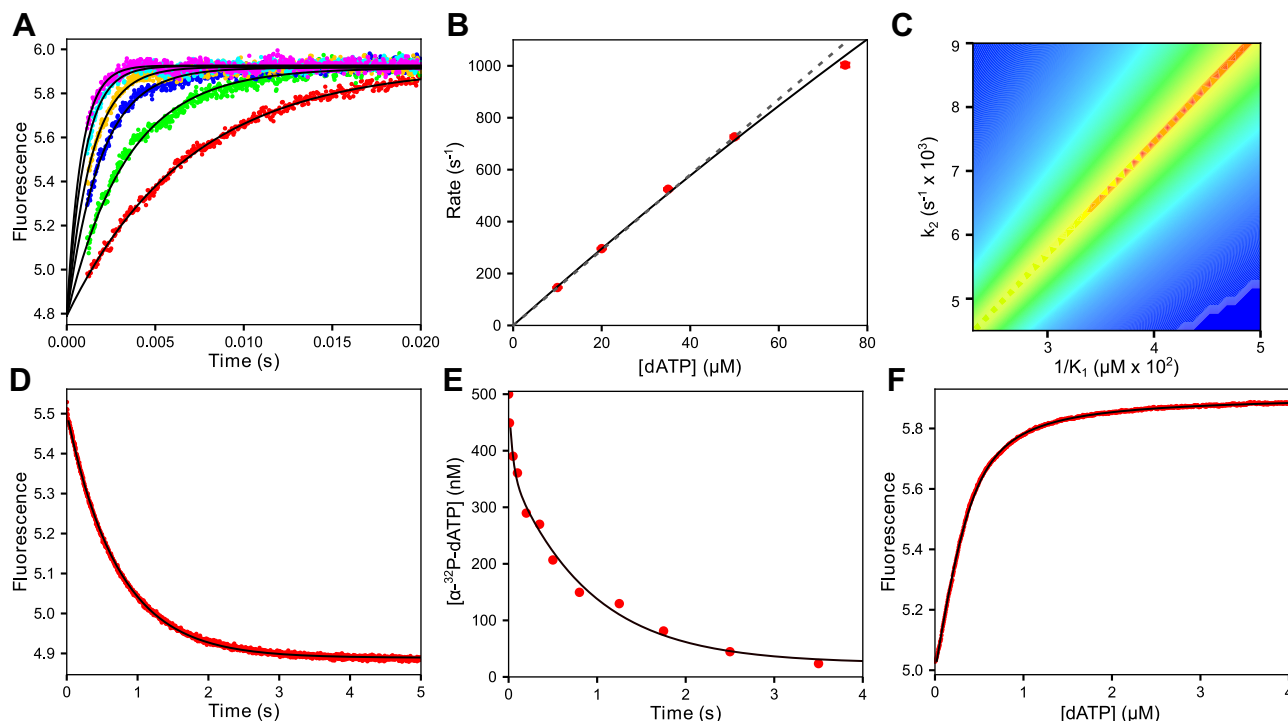 A
6.0
5.8
5.6
5.4
5.2
5.0
4.8
Fluorescence
0.000 0.005 0.010 0.015 0.020
Time (s)
B
1000
800
600
400
200
0
Rate (s⁻¹)
0 20 40 60 80
[dATP] (µM)
C
9
8
7
6
5
k₂ (s⁻¹ x 10³)
3 4 5
1/K₁ (µM x 10²)
D
5.5
5.4
5.3
5.2
5.1
5.0
4.9
Fluorescence
0 1 2 3 4 5
Time (s)
E
500
400
300
200
100
0
[α-³²P-dATP] (nM)
0 1 2 3 4
Time (s)
F
5.8
5.6
5.4
5.2
5.0
Fluorescence
0 1 2 3 4
[dATP] (µM)